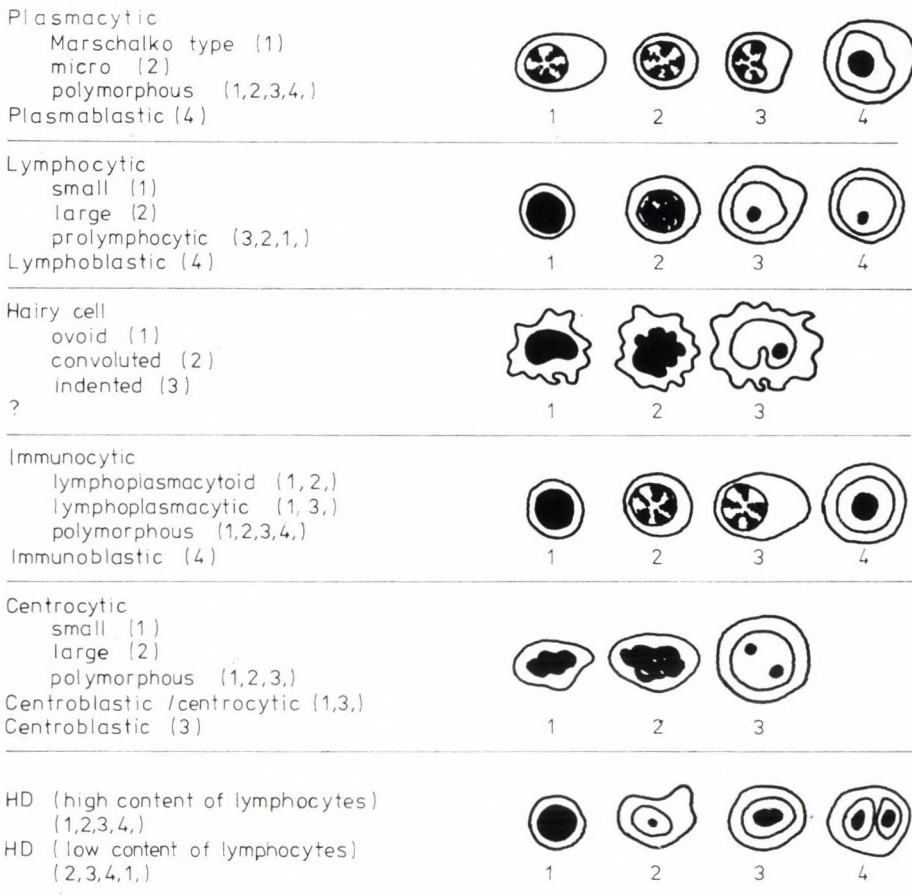 Plasmacytic
Marschalko type (1)
micro (2)
polymorphous (1,2,3,4,)
Plasmablastic (4)
1 2 3 4
Lymphocytic
small (1)
large (2)
prolymphocytic (3,2,1,)
Lymphoblastic (4)
1 2 3 4
Hairy cell
ovoid (1)
convoluted (2)
indented (3)
?
1 2 3
Immunocytic
lymphoplasmacytoid (1,2,)
lymphoplasmacytic (1,3,)
polymorphous (1,2,3,4,)
Immunoblastic (4)
1 2 3 4
Centrocytic
small (1)
large (2)
polymorphous (1,2,3,)
Centroblastic /centrocytic (1,3,)
Centroblastic (3)
1 2 3
HD (high content of lymphocytes)
(1,2,3,4,)
HD (low content of lymphocytes)
(2,3,4,1,)
1 2 3 4